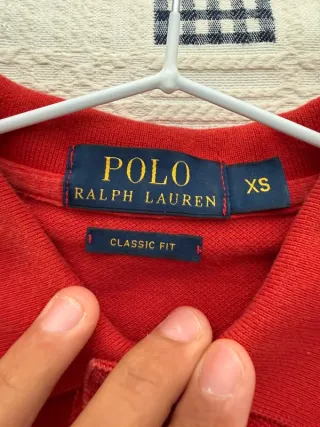 POLO
RALPH LAUREN
XS
CLASSIC FIT